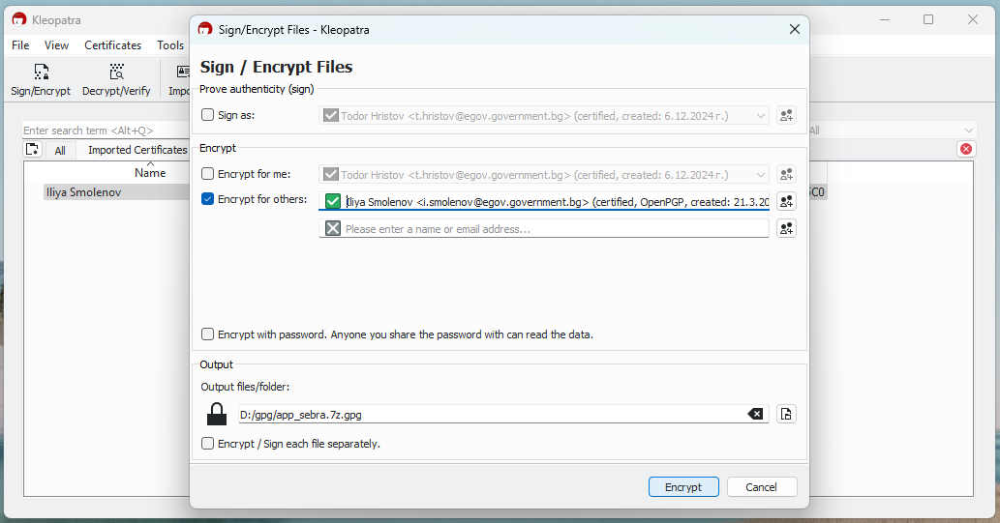 Kleopatra
File View Certificates Tools
Sign/Encrypt Decrypt/Verify
Enter search term <Alt+Q>
All
All Imported Certificates
Name
Iliya Smolenov
Sign/Encrypt Files - Kleopatra
Sign / Encrypt Files
Prove authenticity (sign)
Sign as: Todor Hristov <t.hristov@egov.government.bg> (certified, created: 6.12.2024 г.)
Encrypt
Encrypt for me: Todor Hristov <t.hristov@egov.government.bg> (certified, created: 6.12.2024 г.)
Encrypt for others: Iliya Smolenov <i.smolenov@egov.government.bg> (certified, OpenPGP, created: 21.3.20
Please enter a name or email address...
Encrypt with password. Anyone you share the password with can read the data.
Output
Output files/folder:
D:/gpg/app_sebra.7z.gpg
Encrypt / Sign each file separately.
Encrypt Cancel